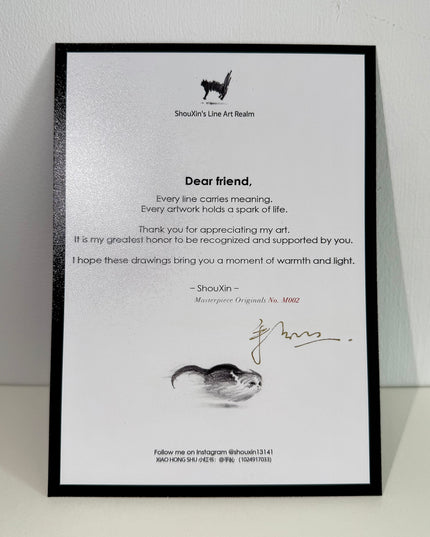 ShouXin's Line Art Realm
Dear friend,
Every line carries meaning.
Every artwork holds a spark of life.
Thank you for appreciating my art.
It is my greatest honor to be recognized and supported by you.
I hope these drawings bring you a moment of warmth and light.
– ShouXin –
Masterpiece Originals No. M002
Follow me on Instagram @shouxin13141
XIAO HONG SHU 小红书: @手心 (1024917033)